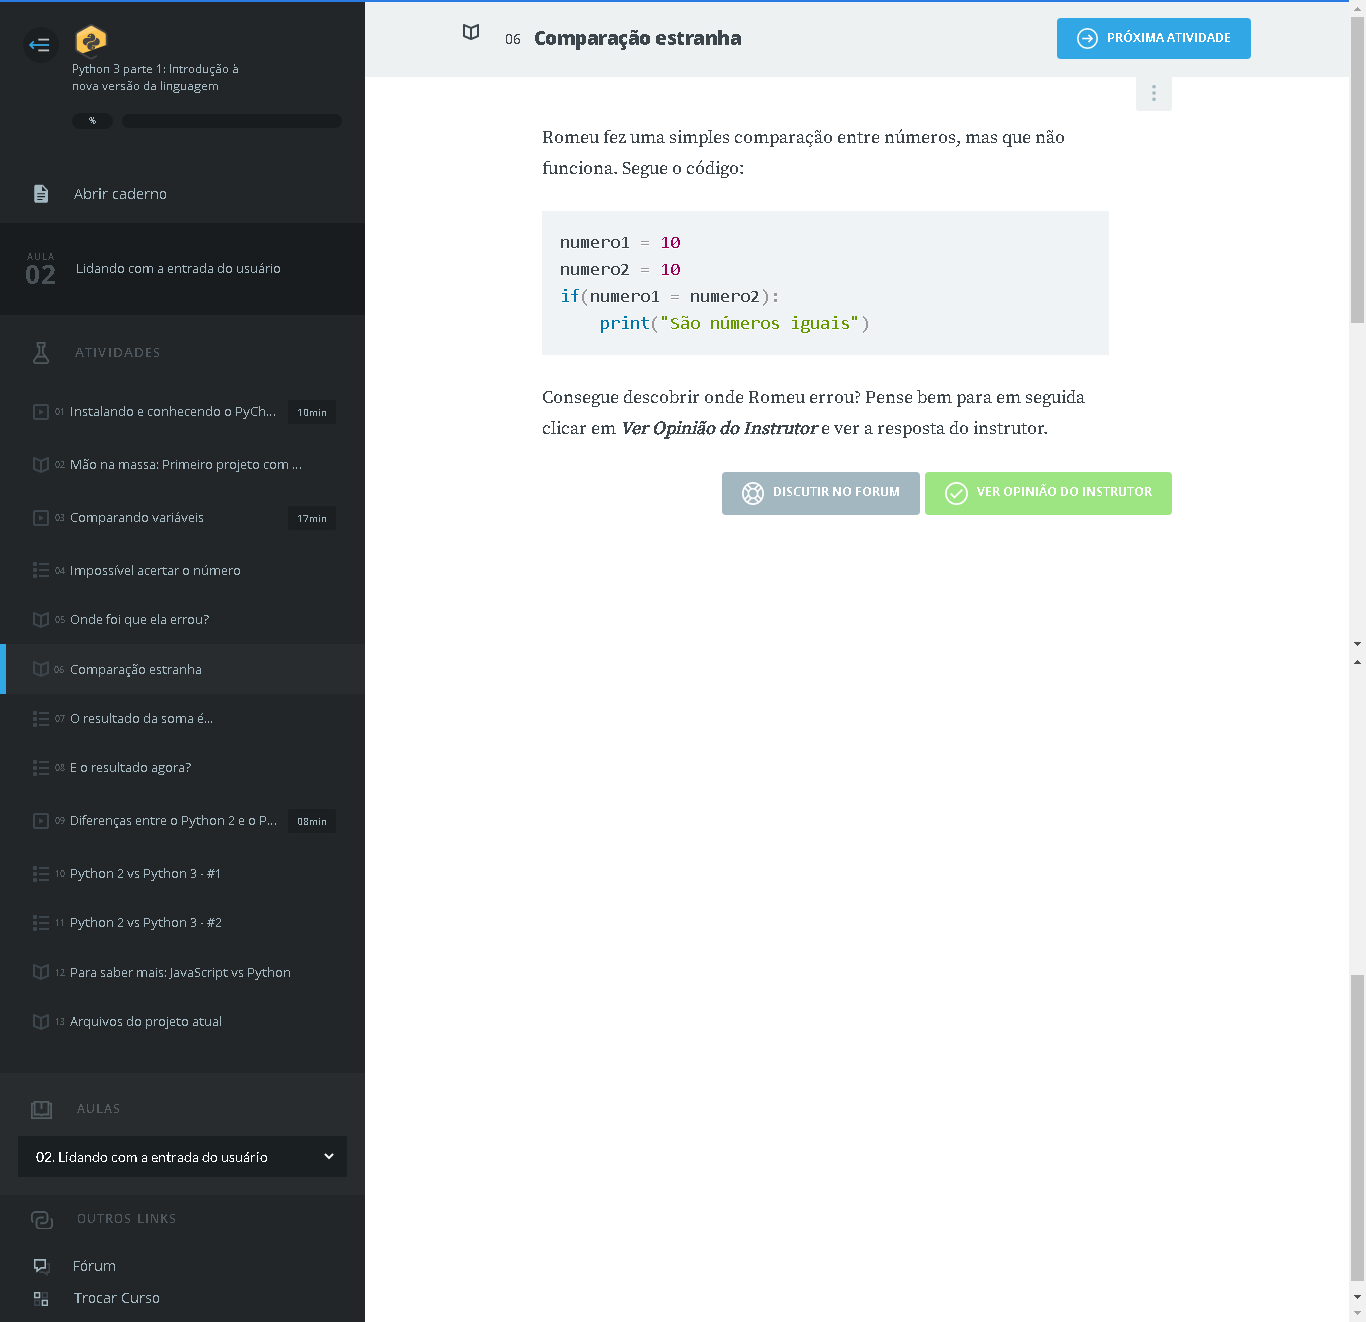 Python 3 parte 1: Introdução à
nova versão da linguagem
%
Abrir caderno
AULA
02
Lidando com a entrada do usuário
ATIVIDADES
01 Instalando e conhecendo o PyCh... 10min
02 Mão na massa: Primeiro projeto com ...
03 Comparando variáveis 17min
04 Impossível acertar o número
05 Onde foi que ela errou?
06 Comparação estranha
07 O resultado da soma é...
08 E o resultado agora?
09 Diferenças entre o Python 2 e o P... 08min
10 Python 2 vs Python 3 - #1
11 Python 2 vs Python 3 - #2
12 Para saber mais: JavaScript vs Python
13 Arquivos do projeto atual
AULAS
02. Lidando com a entrada do usuário
OUTROS LINKS
Fórum
Trocar Curso
06 Comparação estranha
PRÓXIMA ATIVIDADE
Romeu fez uma simples comparação entre números, mas que não
funciona. Segue o código:
numero1 = 10
numero2 = 10
if(numero1 = numero2):
    print("São números iguais")
Consegue descobrir onde Romeu errou? Pense bem para em seguida
clicar em Ver Opinião do Instrutor e ver a resposta do instrutor.
DISCUTIR NO FORUM
VER OPINIÃO DO INSTRUTOR